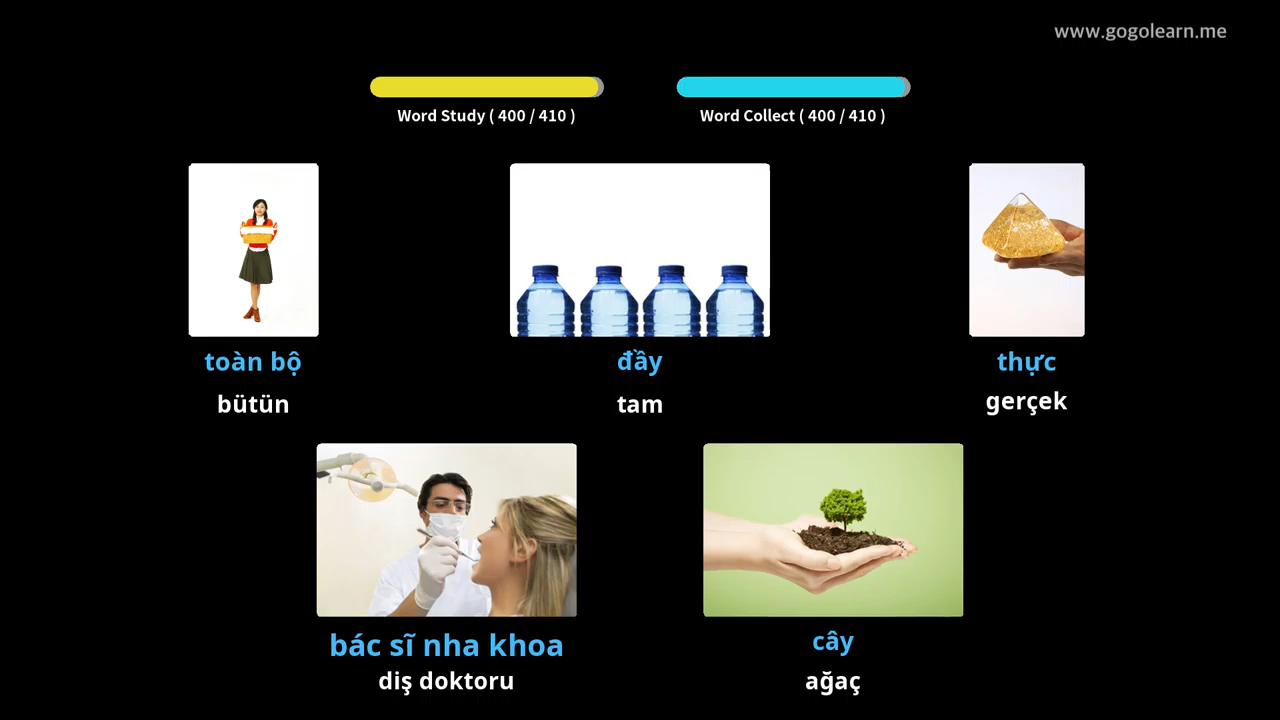 www.gogolearn.me
Word Study ( 400 / 410 )
Word Collect ( 400 / 410 )
toàn bộ
bütün
đầy
tam
thực
gerçek
bác sĩ nha khoa
diş doktoru
cây
ağaç